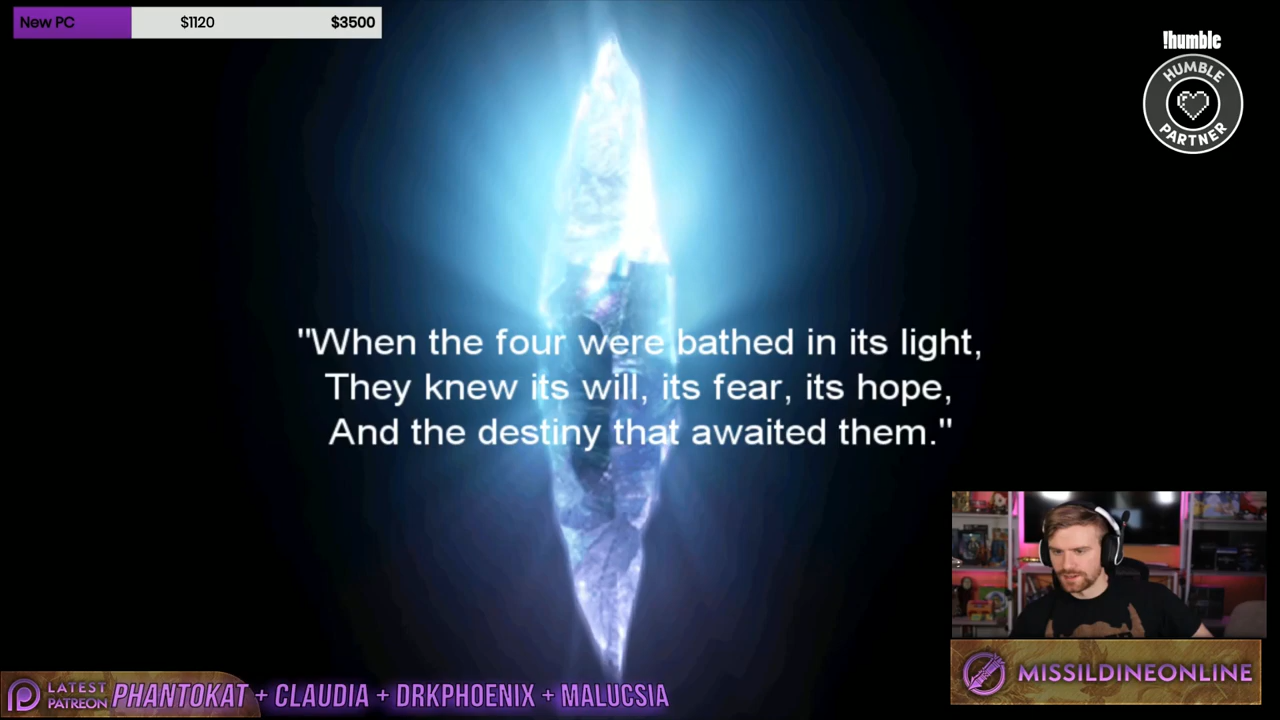 New PC $1120 $3500
!humble
HUMBLE
PARTNER
"When the four were bathed in its light,
They knew its will, its fear, its hope,
And the destiny that awaited them."
MISSILDINEONLINE
LATEST
PATREON
PHANTOKAT + CLAUDIA + DRKPHOENIX + MALUCSIA